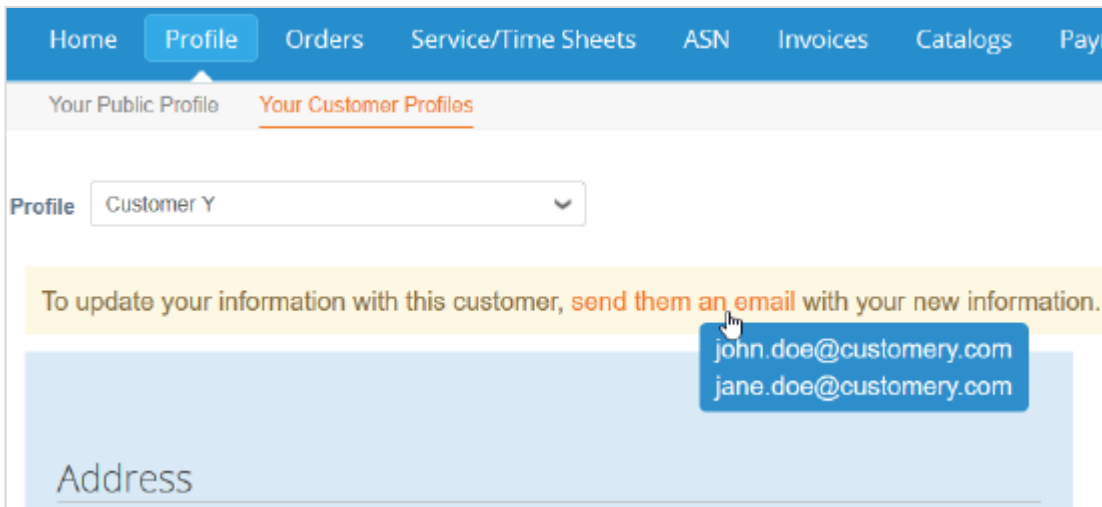 Home Profile Orders Service/Time Sheets ASN Invoices Catalogs
Your Public Profile Your Customer Profiles
Profile Customer Y
To update your information with this customer, send them an email with your new information.
john.doe@customery.com
jane.doe@customery.com
Address